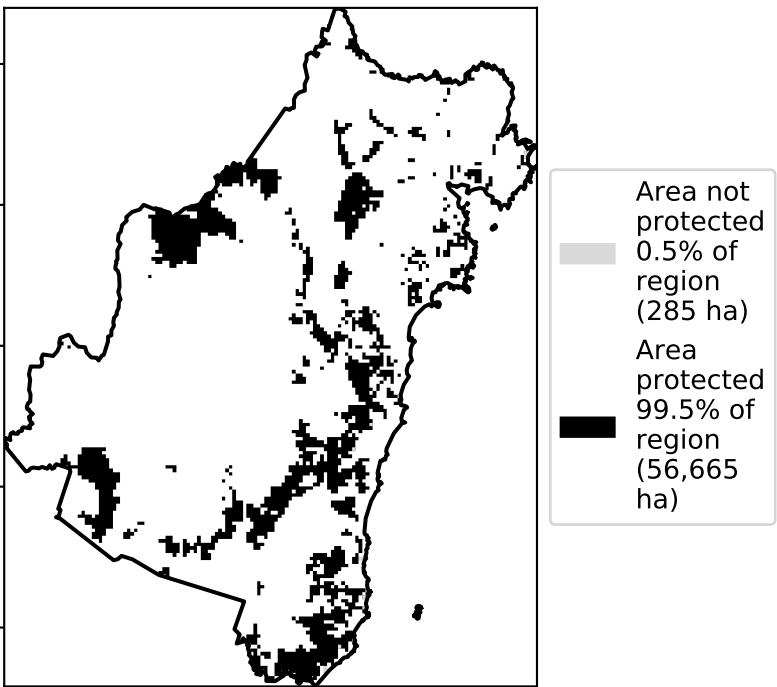 Area not
protected
0.5% of
region
(285 ha)
Area
protected
99.5% of
region
(56,665
ha)